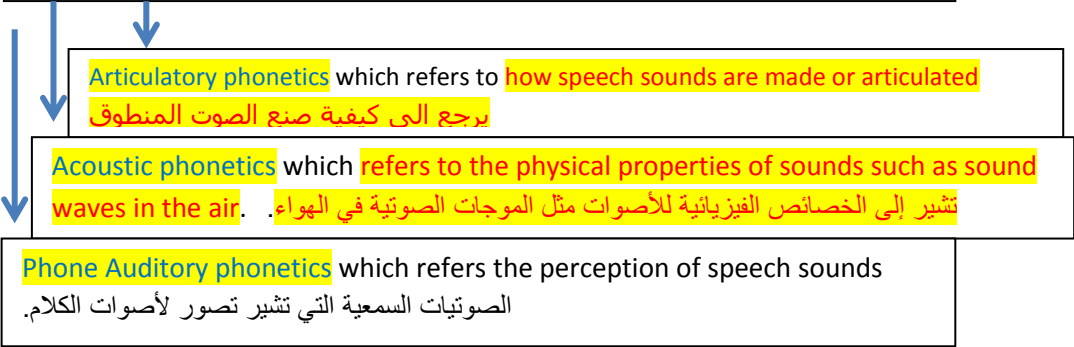 Articulatory phonetics which refers to how speech sounds are made or articulated
يرجع الى كيفية صنع الصوت المنطوق
Acoustic phonetics which refers to the physical properties of sounds such as sound
waves in the air. تشير إلى الخصائص الفيزيائية للأصوات مثل الموجات الصوتية في الهواء.
Phone Auditory phonetics which refers the perception of speech sounds
الصوتيات السمعية التي تشير تصور لأصوات الكلام.